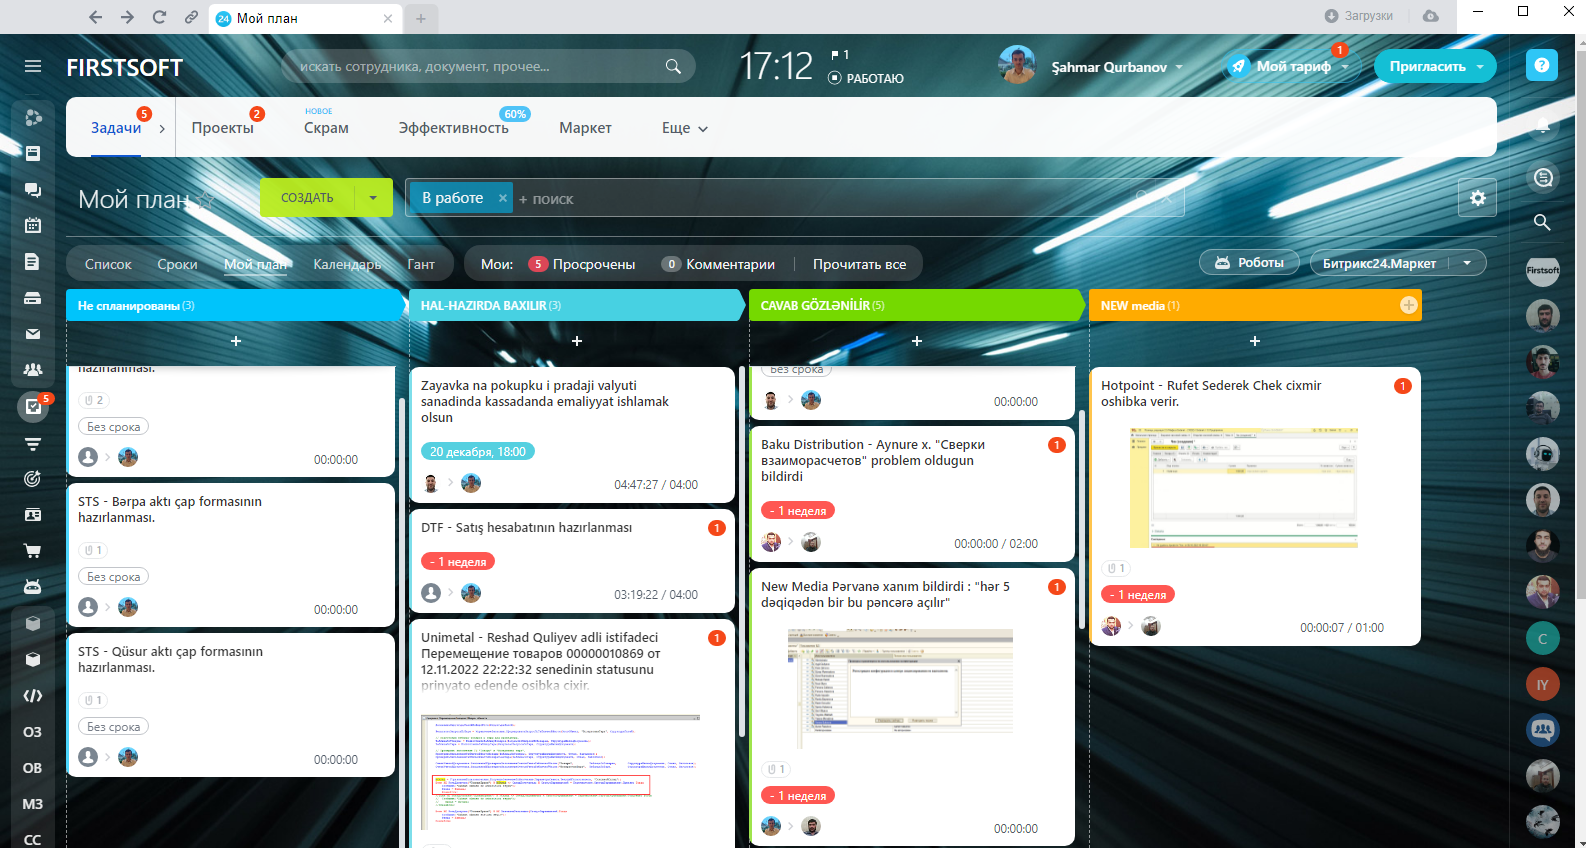 24 Мой план
Загрузки
FIRSTSOFT
искать сотрудника, документ, прочее...
17:12
1
РАБОТАЮ
Şahmar Qurbanov
Мой тариф
1
Пригласить
Задачи
5
Проекты
2
НОВОЕ
Скрам
Эффективность
60%
Маркет
Еще
Мой план
СОЗДАТЬ
В работе
+ поиск
Список
Сроки
Мой план
Календарь
Гант
Мои:
5 Просрочены
0 Комментарии
Прочитать все
Роботы
Битрикс24.Маркет
Не спланированы (3)
HAL-HAZIRDA BAXILIR (3)
CAVAB GÖZLƏNİLİR (5)
NEW media (1)
hazırlanması.
2
Без срока
00:00:00
STS - Bərpa aktı çap formasının
hazırlanması.
1
Без срока
00:00:00
STS - Qüsur aktı çap formasının
hazırlanması.
1
Без срока
00:00:00
Zayavka na pokupku i pradaji valyuti
sanadinda kassadanda emaliyyat ishlamak
olsun
20 декабря, 18:00
04:47:27 / 04:00
DTF - Satış hesabatının hazırlanması
1
- 1 неделя
03:19:22 / 04:00
Unimetal - Reshad Quliyev adli istifadeci
1
Перемещение товаров 00000010869 от
12.11.2022 22:22:32 senedinin statusunu
prinyato edende osibka cixir.
Без срока
00:00:00
Baku Distribution - Aynure x. "Сверки
1
взаиморасчетов" problem oldugun
bildirdi
- 1 неделя
00:00:00 / 02:00
New Media Pərvanə xanım bildirdi : "hər 5
1
dəqiqədən bir bu pəncərə açılır"
1
- 1 неделя
00:00:00
Hotpoint - Rufet Sederek Chek cixmir
1
oshibka verir.
1
- 1 неделя
00:00:07 / 01:00
5
ОЗ
ОВ
МЗ
СС
Firstsoft
C
IY